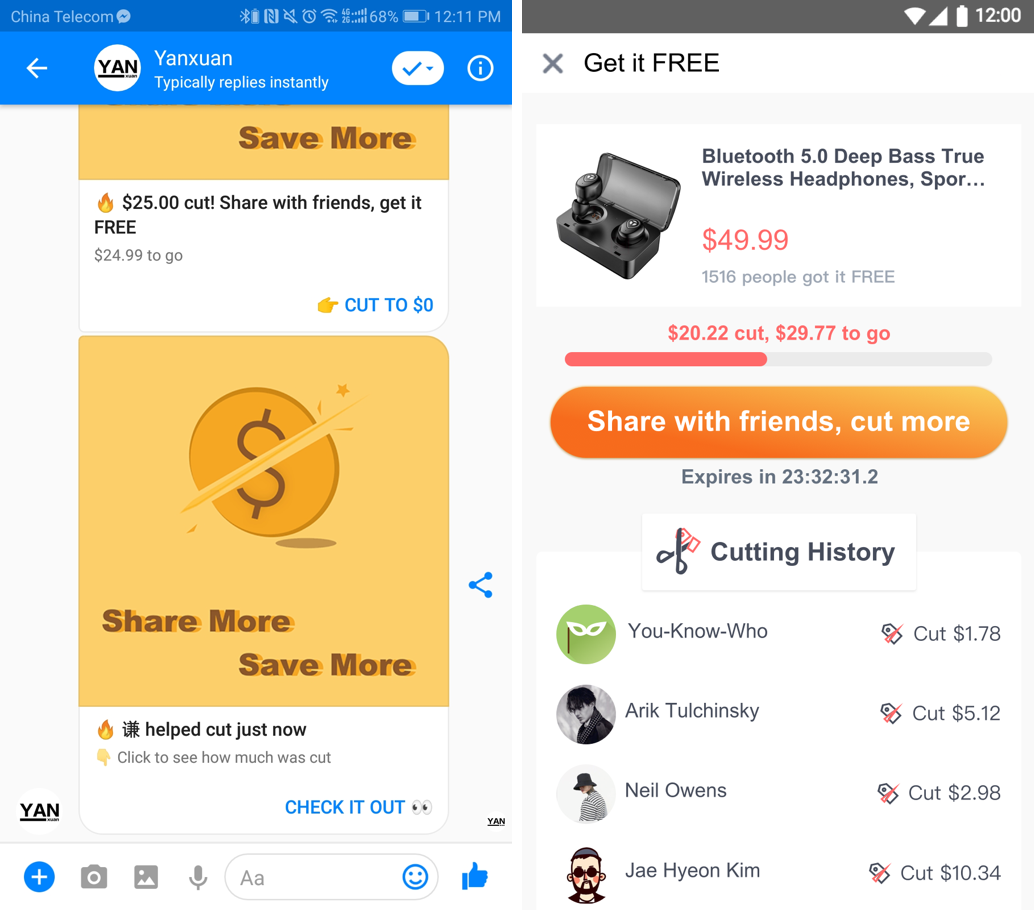 China Telecom
4G
2G
68%
12:11 PM
YAN
XUAN
Yanxuan
Typically replies instantly
Save More
🔥 $25.00 cut! Share with friends, get it
FREE
$24.99 to go
👉 CUT TO $0
$
Share More
Save More
🔥 谦 helped cut just now
👇 Click to see how much was cut
CHECK IT OUT 👀
YAN
XUAN
YAN
Aa
12:00
Get it FREE
Bluetooth 5.0 Deep Bass True
Wireless Headphones, Spor...
$49.99
1516 people got it FREE
$20.22 cut, $29.77 to go
Share with friends, cut more
Expires in 23:32:31.2
Cutting History
You-Know-Who
Cut $1.78
Arik Tulchinsky
Cut $5.12
Neil Owens
Cut $2.98
Jae Hyeon Kim
Cut $10.34